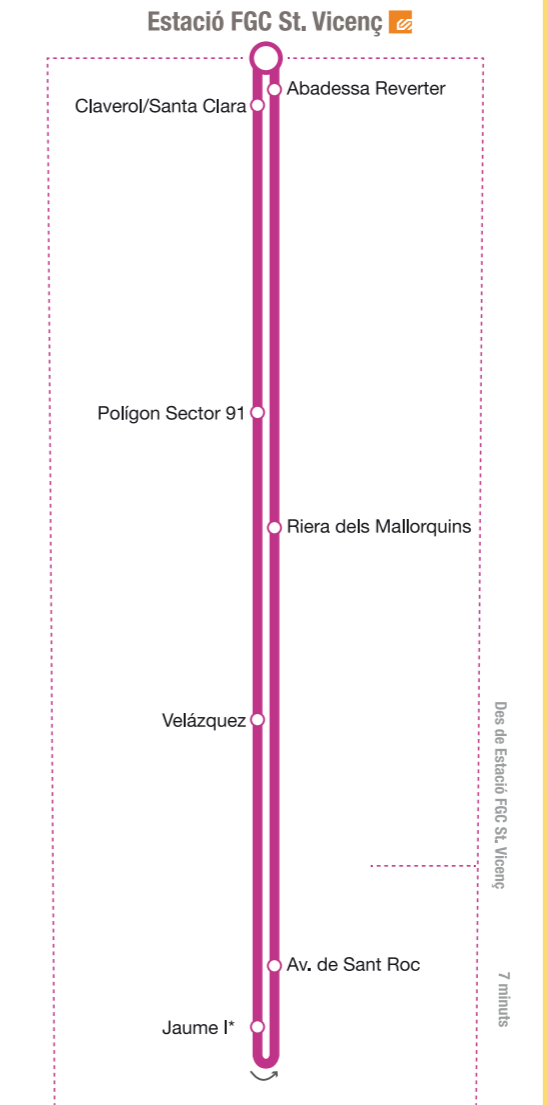 Estació FGC St. Vicenç
Abadessa Reverter
Claverol/Santa Clara
Polígon Sector 91
Riera dels Mallorquins
Velázquez
Des de Estació FGC St. Vicenç
Av. de Sant Roc
7 minuts
Jaume I*